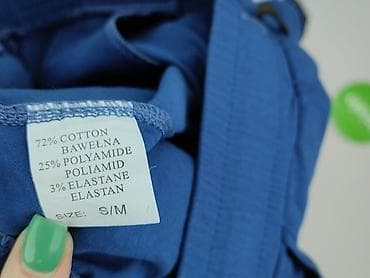 72% COTTON
BAWEŁNA
25% POLYAMIDE
POLIAMID
3% ELASTANE
ELASTAN
SIZE: S/M